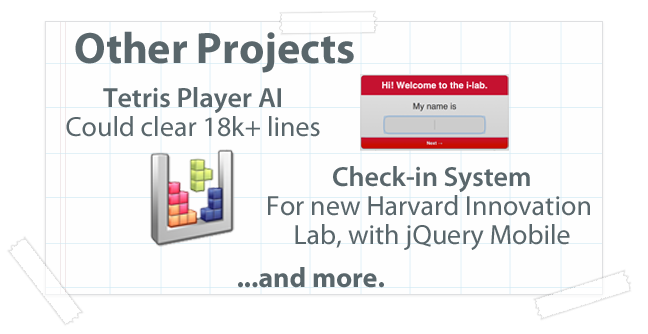 Other Projects
Tetris Player AI
Could clear 18k+ lines
Hi! Welcome to the i-lab.
My name is
Next →
Check-in System
For new Harvard Innovation
Lab, with jQuery Mobile
...and more.